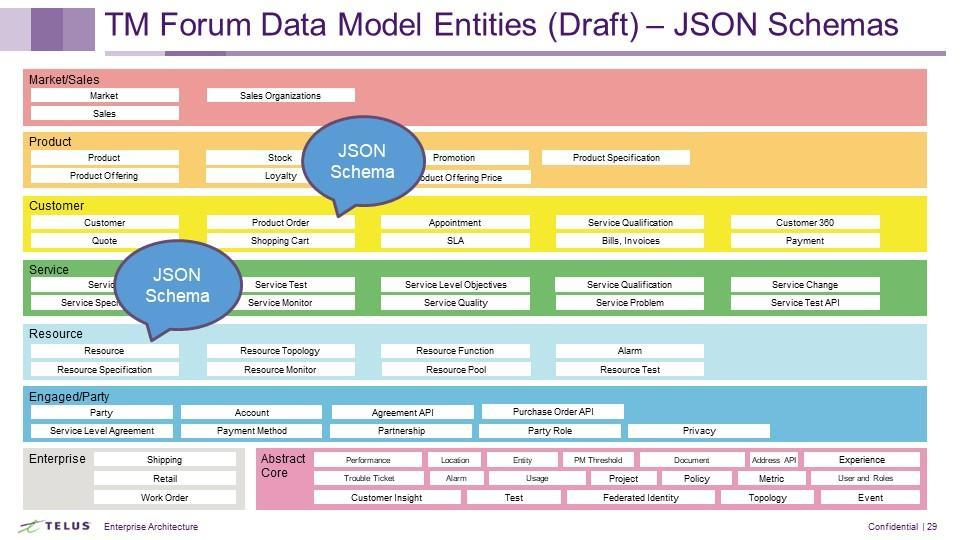 TM Forum Data Model Entities (Draft) – JSON Schemas
Market/Sales
Market
Sales Organizations
Sales
Product
Product
Stock
Promotion
Product Specification
Product Offering
Loyalty
oduct Offering Price
JSON
Schema
Customer
Customer
Product Order
Appointment
Service Qualification
Customer 360
Quote
Shopping Cart
SLA
Bills, Invoices
Payment
Service
Servic
Service Test
Service Level Objectives
Service Qualification
Service Change
Service Speci
Service Monitor
Service Quality
Service Problem
Service Test API
JSON
Schema
Resource
Resource
Resource Topology
Resource Function
Alarm
Resource Specification
Resource Monitor
Resource Pool
Resource Test
Engaged/Party
Party
Account
Agreement API
Purchase Order API
Service Level Agreement
Payment Method
Partnership
Party Role
Privacy
Enterprise
Shipping
Retail
Work Order
Abstract
Core
Performance
Location
Entity
PM Threshold
Document
Address API
Experience
Trouble Ticket
Alarm
Usage
Project
Policy
Metric
User and Roles
Customer Insight
Test
Federated Identity
Topology
Event
TELUS
Enterprise Architecture
Confidential | 29